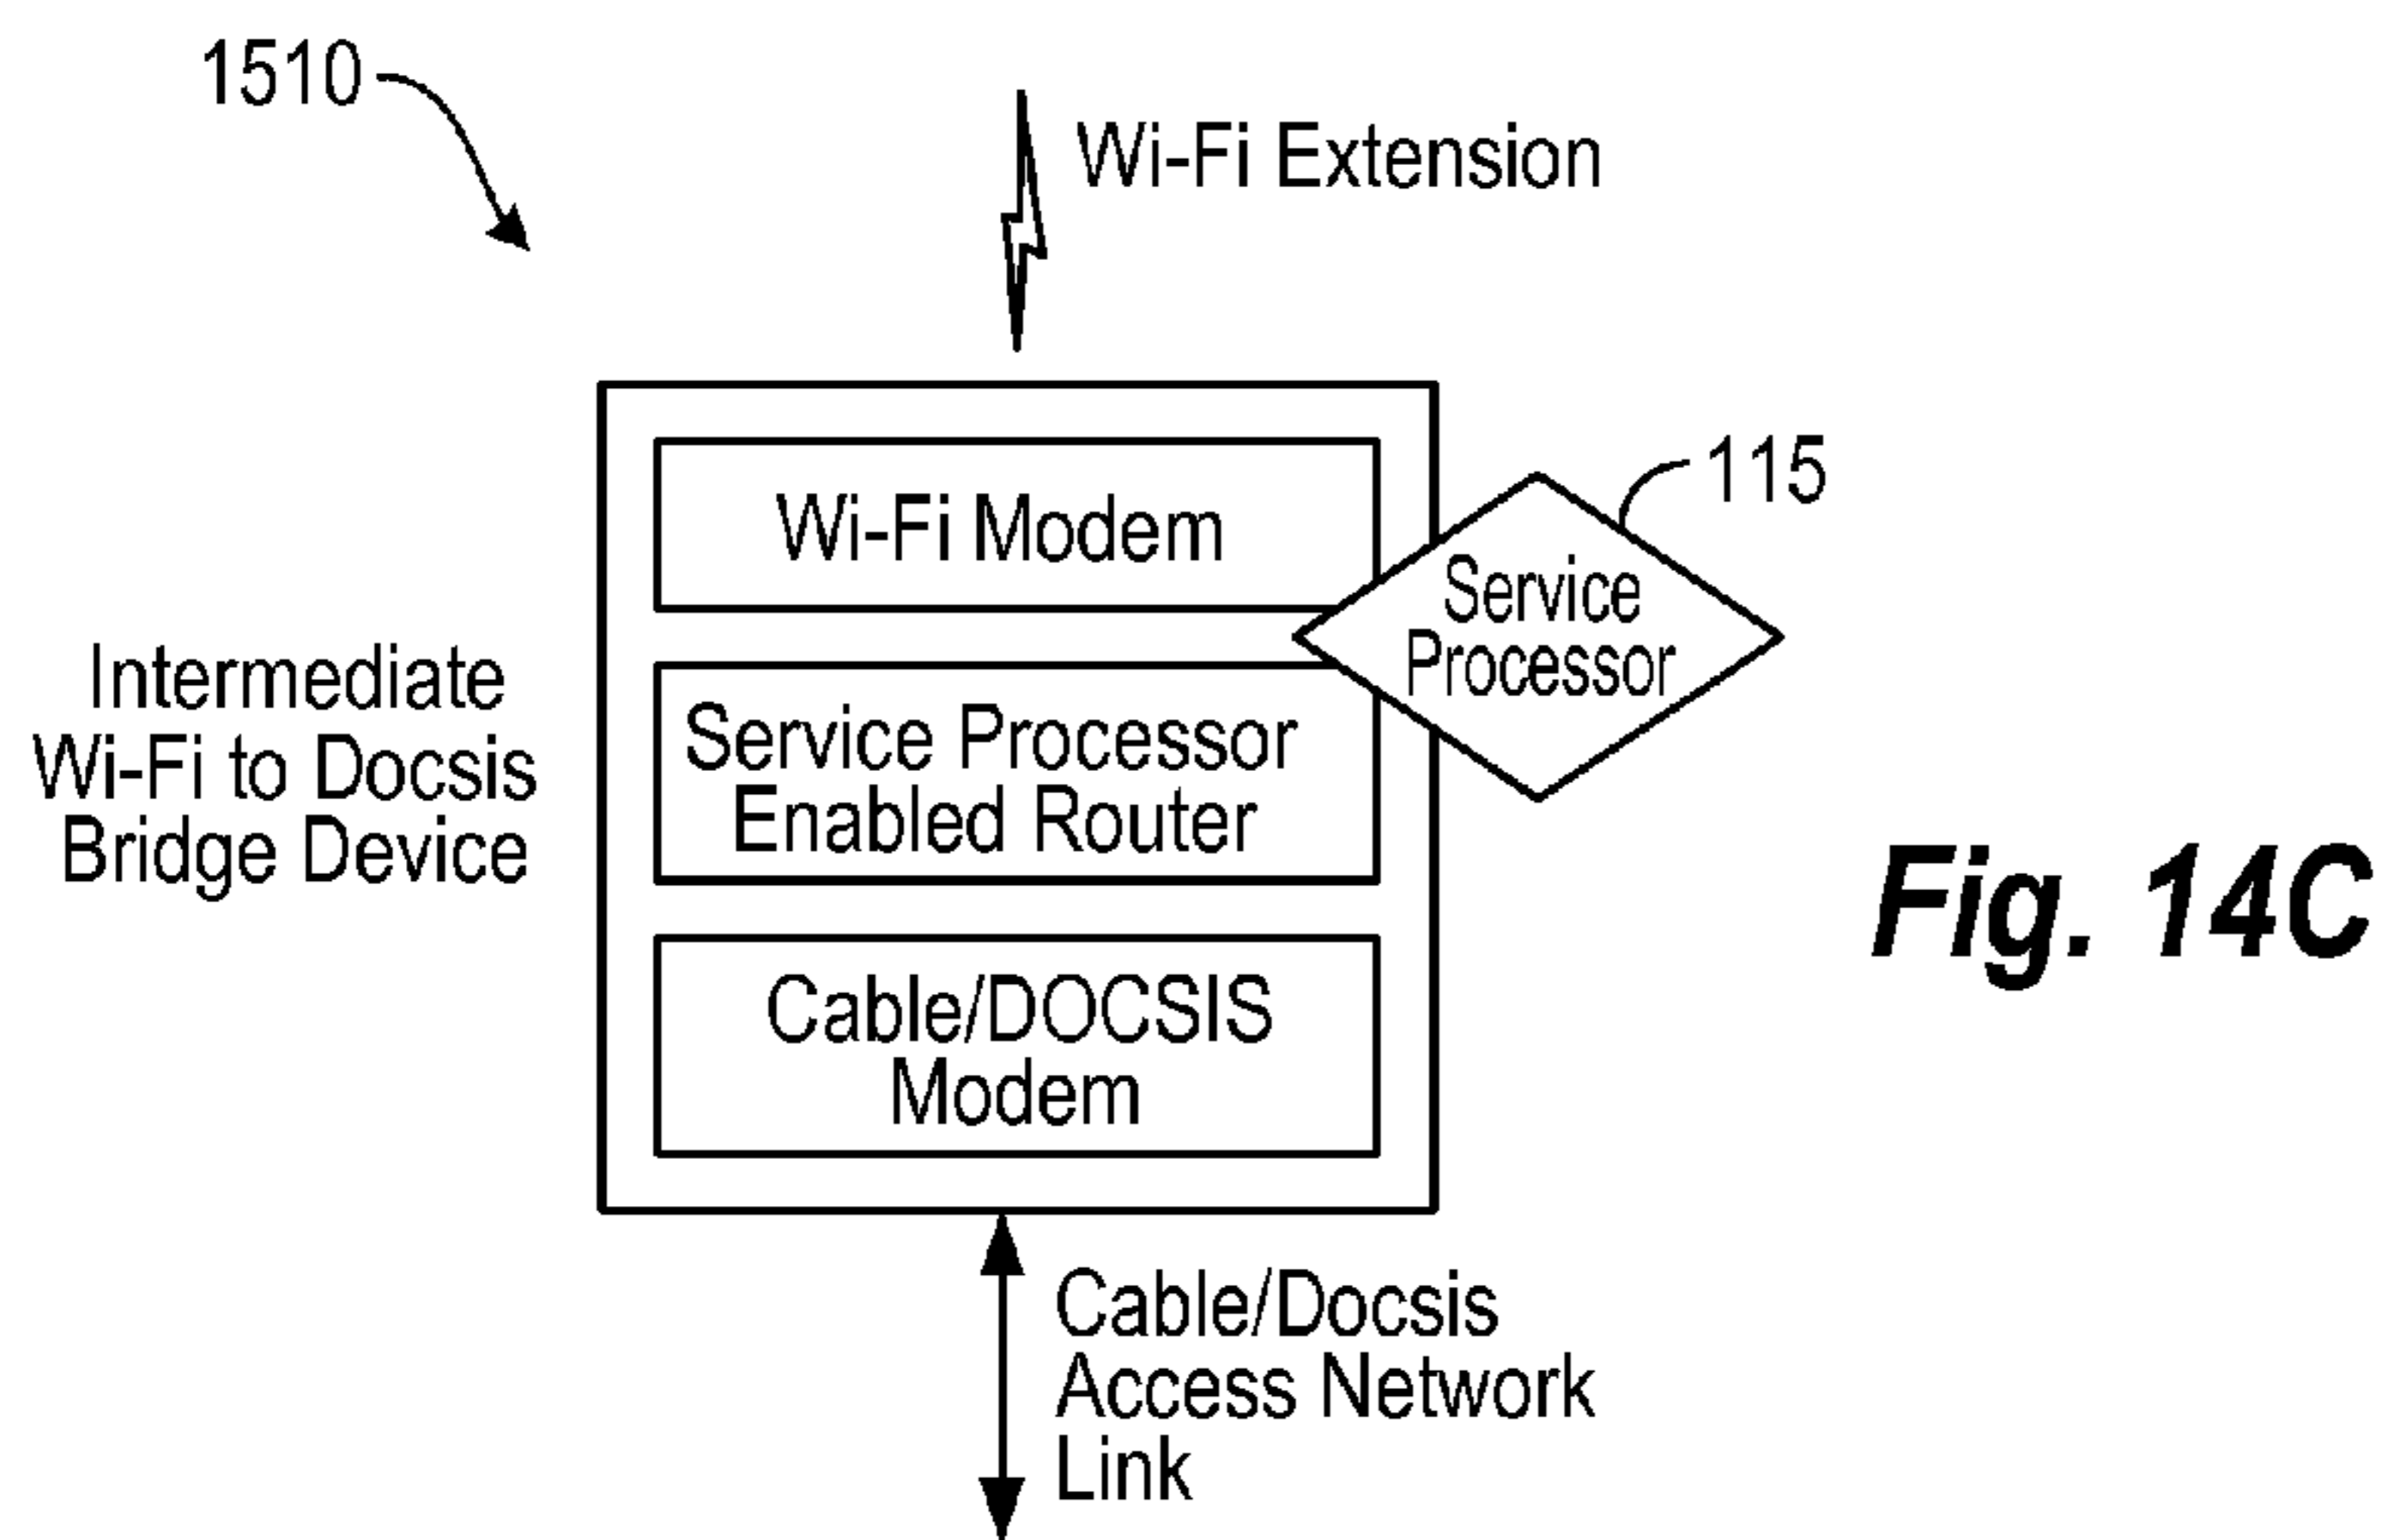 1510
Wi-Fi Extension
Wi-Fi Modem
115
Service
Processor
Intermediate
Wi-Fi to Docsis
Bridge Device
Service Processor
Enabled Router
Fig. 14C
Cable/DOCSIS
Modem
Cable/Docsis
Access Network
Link